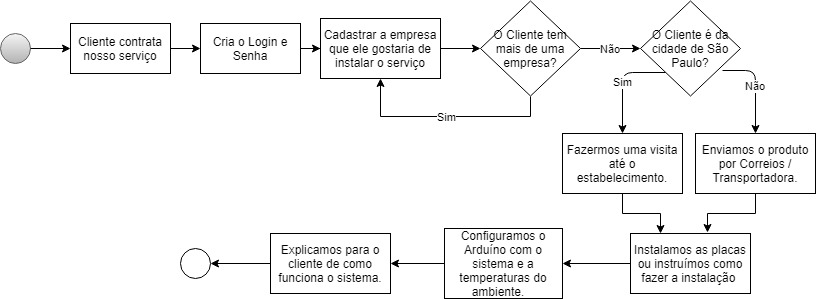 Cliente contrata
nosso serviço
Cria o Login e
Senha
Cadastrar a empresa
que ele gostaria de
instalar o serviço
O Cliente tem
mais de uma
empresa?
Não
O Cliente é da
cidade de São
Paulo?
Sim
Sim
Não
Fazermos uma visita
até o
estabelecimento.
Enviamos o produto
por Correios /
Transportadora.
Explicamos para o
cliente de como
funciona o sistema.
Configuramos o
Arduíno com o
sistema e a
temperaturas do
ambiente.
Instalamos as placas
ou instruímos como
fazer a instalação